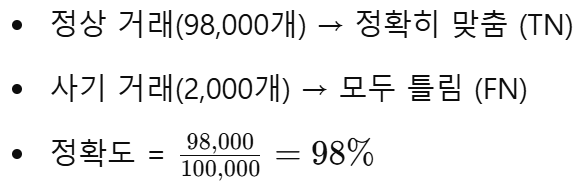 • 정상 거래(98,000개) → 정확히 맞춤 (TN)
• 사기 거래(2,000개) → 모두 틀림 (FN)
• 정확도 = 98,000/100,000 = 98%